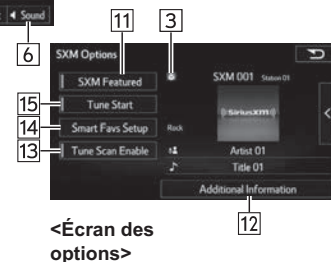 ◀ Sound
6
11
3
SXM Options
SXM Featured
SXM 001 Station 01
15
Tune Start
((SiriusXM))
14
Smart Favs Setup
Rock
13
Tune Scan Enable
Artist 01
Title 01
Additional Information
12
<Écran des
options>